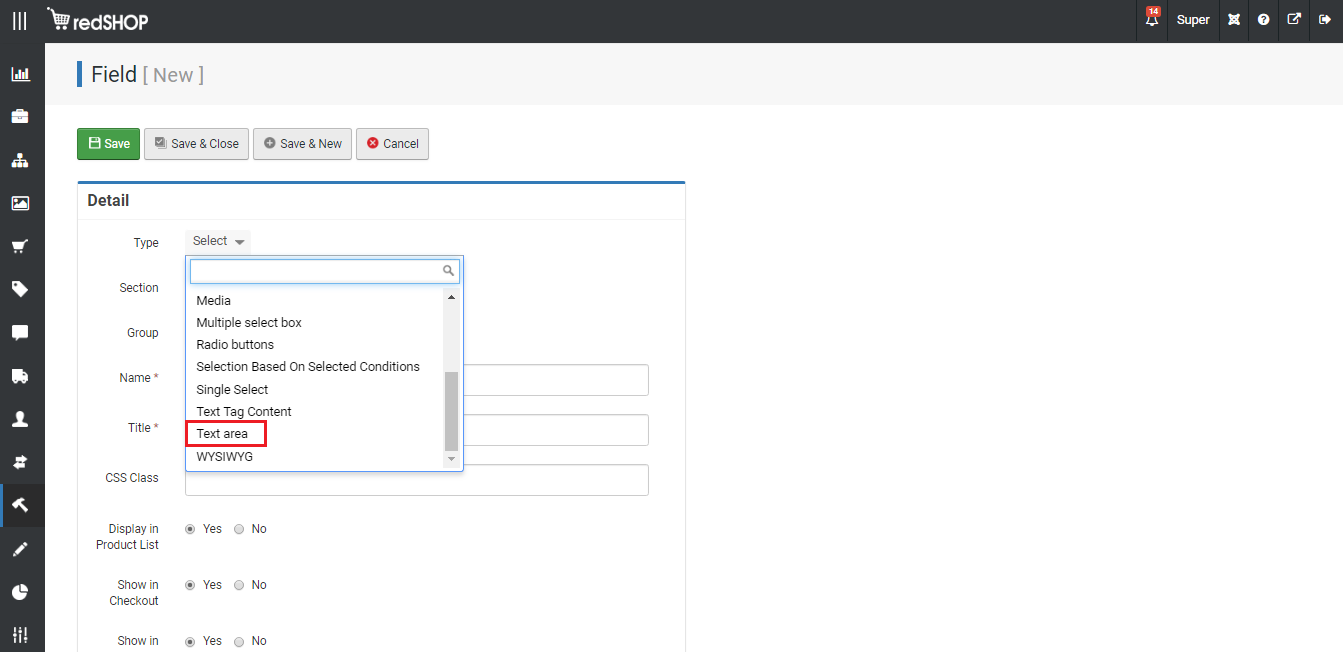 redSHOP
14
Super
Field [ New ]
Save
Save & Close
Save & New
Cancel
Detail
Type
Select
Section
Group
Media
Multiple select box
Radio buttons
Selection Based On Selected Conditions
Single Select
Text Tag Content
Text area
WYSIWYG
Name *
Title *
CSS Class
Display in
Product List
Yes
No
Show in
Checkout
Yes
No
Show in
Yes
No